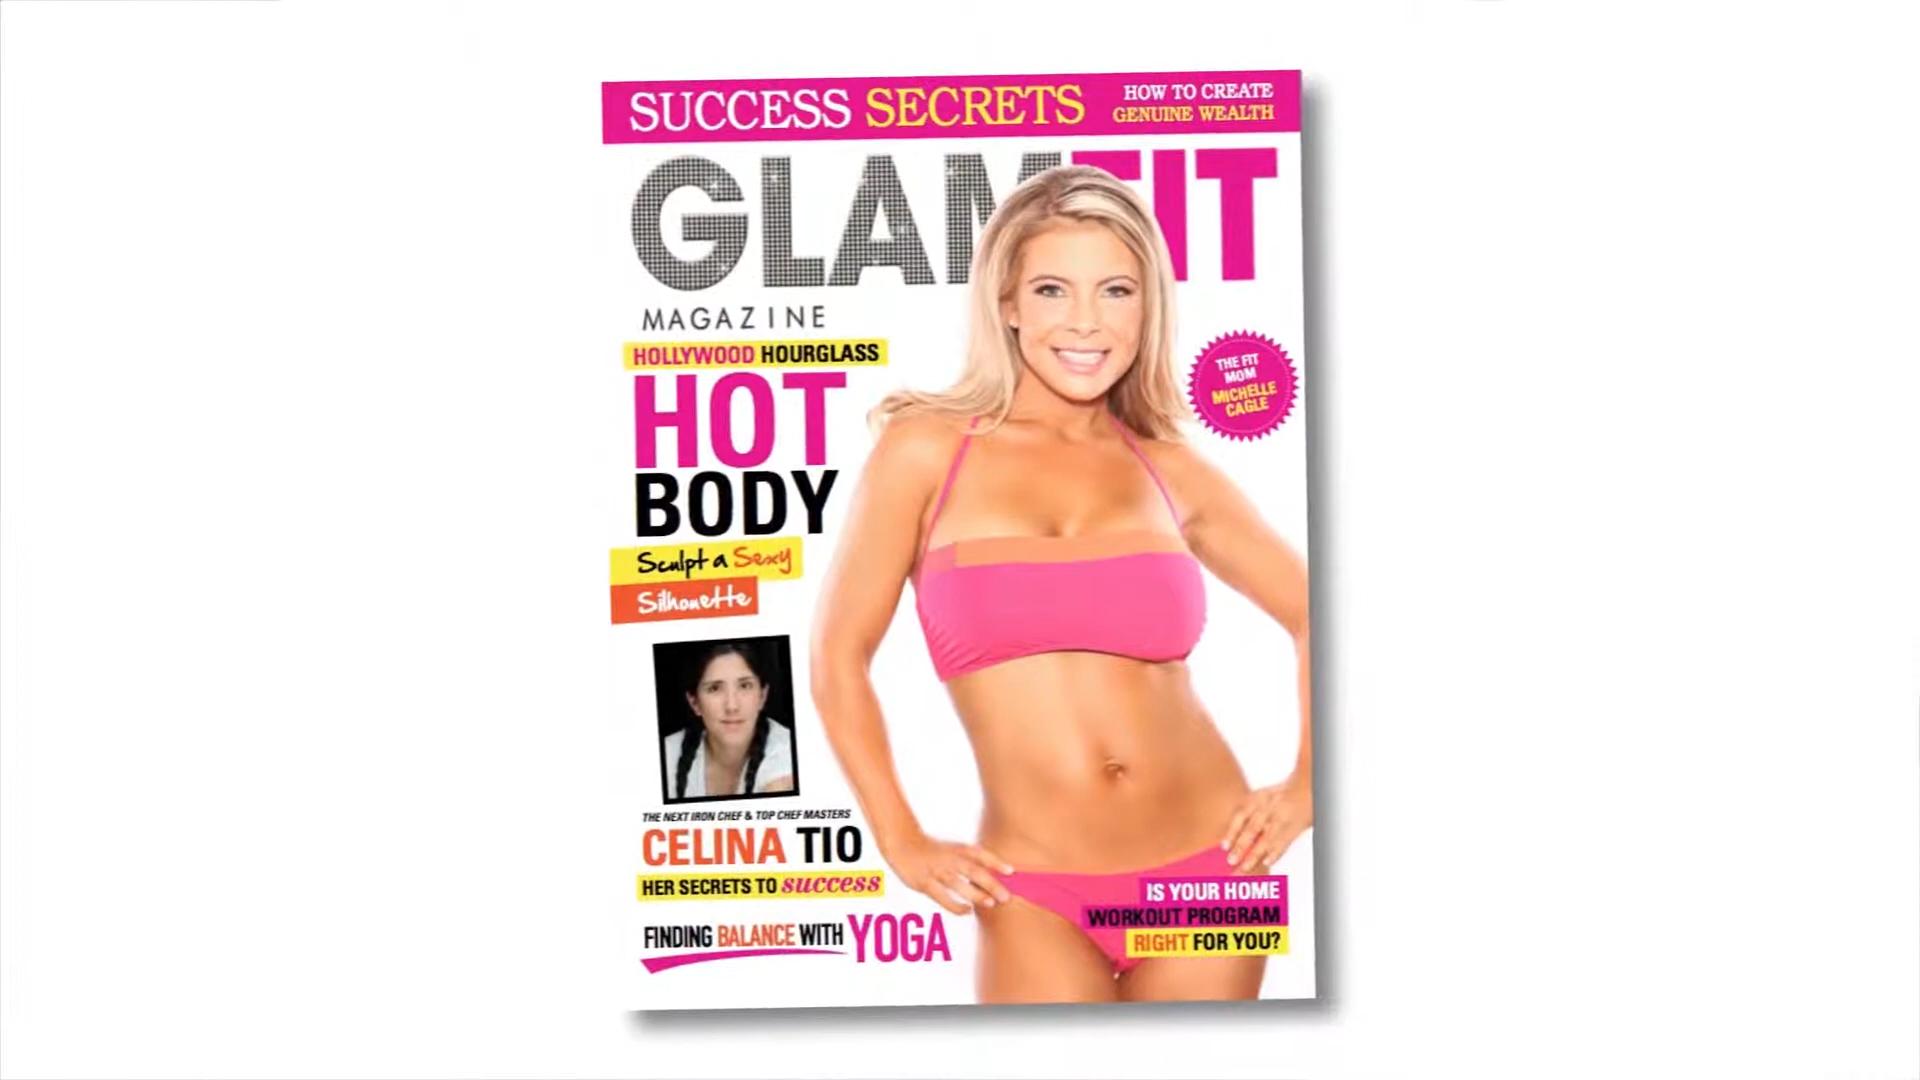 SUCCESS SECRETS
HOW TO CREATE
GENUINE WEALTH
GLAMFIT
MAGAZINE
HOLLYWOOD HOURGLASS
HOT
BODY
Sculpt a Sexy
Silhouette
THE FIT
MOM
MICHELLE
CAGLE
THE NEXT IRON CHEF & TOP CHEF MASTERS
CELINA TIO
HER SECRETS TO success
FINDING BALANCE WITH YOGA
IS YOUR HOME
WORKOUT PROGRAM
RIGHT FOR YOU?